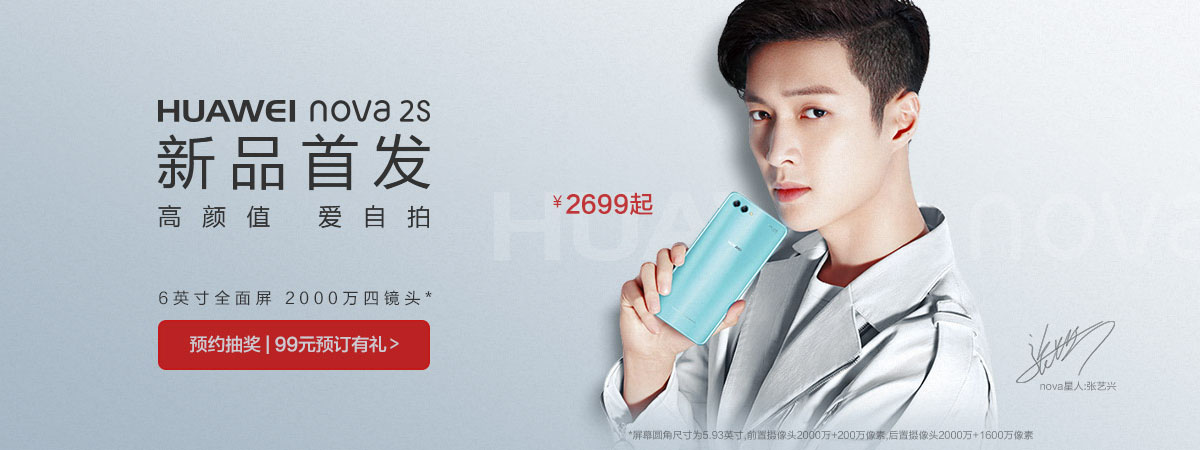 HUAWEI nova 2S
新品首发
高颜值 爱自拍
¥2699起
6英寸全面屏 2000万四镜头*
预约抽奖 | 99元预订有礼 >
nova星人:张艺兴
*屏幕圆角尺寸为5.93英寸,前置摄像头2000万+200万像素;后置摄像头2000万+1600万像素
HUA nova